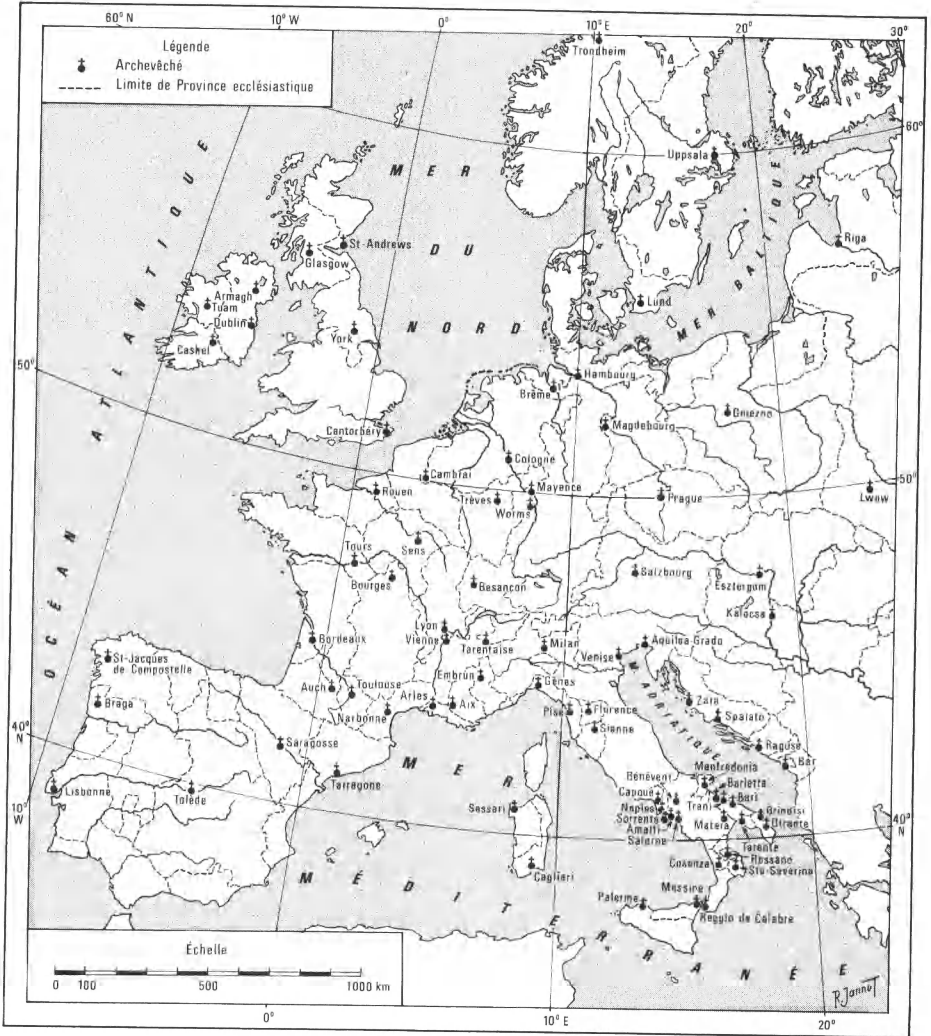 60° N
10° W
0°
10° E
20°
30°
Légende
Archevêché
Limite de Province ecclésiastique
Trondheim
60°
Uppsala
MER
DU
NORD
MER BALTIQUE
Riga
St-Andrews
Glasgow
Armagh
Tuam
Dublin
Cashel
York
Lund
50°
OCÉAN ATLANTIQUE
Hambourg
Brême
Gniezno
Magdebourg
Cantorbéry
Cologne
Cambrai
Mayence
Rouen
Trèves
Worms
Prague
50°
Lwow
Sens
Tours
Bourges
Besançon
Salzbourg
Esztergom
Kalocsa
Lyon
Vienne
Tarentaise
Milan
Aquilea-Grado
Venise
Bordeaux
St-Jacques
de Compostelle
Embrun
Gênes
Auch
Toulouse
Arles
Aix
Narbonne
Braga
Pise
Florence
Sienne
M. ADRIATIQUE
Zara
Spalato
Raguse
Bar
40°
N
Saragosse
Tarragone
Lisbonne
Tolède
10°
W
MER
MÉDITERRANÉE
Sassari
Cagliari
Manfredonia
Bénévent
Barletta
Capoue
Trani
Bari
Naples
Brindisi
Sorrente
Matera
Otrante
Amalfi
Salerne
40°
N
Tarente
Cosenza
Rossano
Sta-Severina
Messine
Palerme
Reggio de Calabre
Échelle
0 100 500 1000 km
R. Jannot
0°
10° E
20°